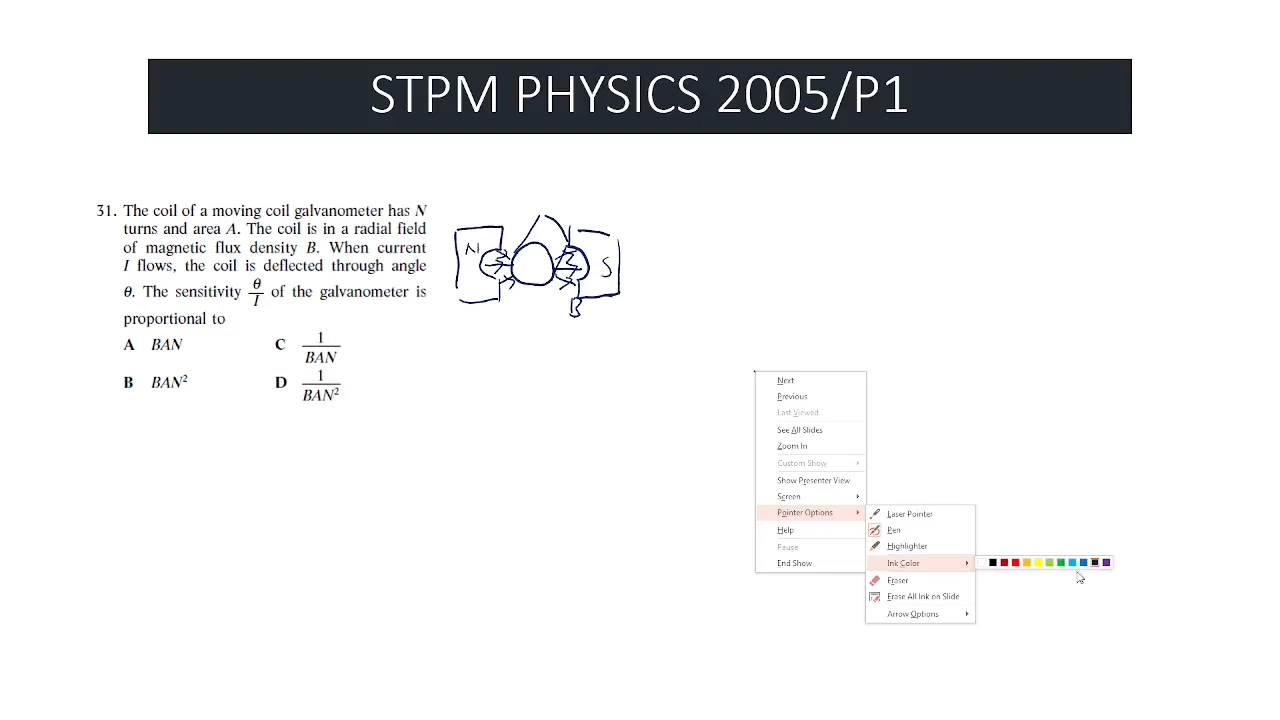 STPM PHYSICS 2005/P1
31. The coil of a moving coil galvanometer has N
turns and area A. The coil is in a radial field
of magnetic flux density B. When current
I flows, the coil is deflected through angle
θ. The sensitivity θ/I of the galvanometer is
proportional to
A BAN C 1/BAN
B BAN² D 1/BAN²
N S
B
Next
Previous
Last Viewed
See All Slides
Zoom In
Custom Show
Show Presenter View
Screen
Pointer Options
Help
Pause
End Show
Laser Pointer
Pen
Highlighter
Ink Color
Eraser
Erase All Ink on Slide
Arrow Options